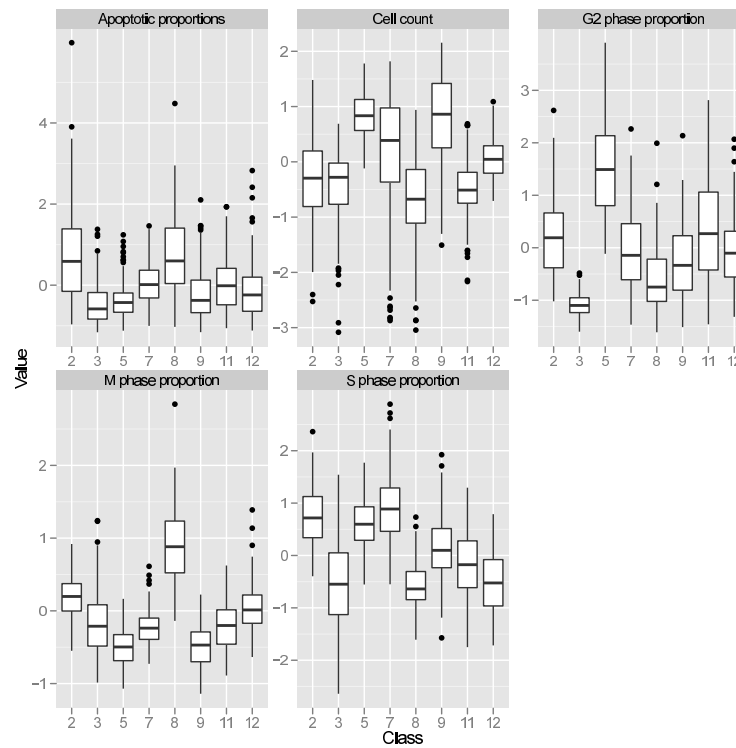 Apoptotic proportions
Cell count
G2 phase proportion
4
2
0
2 3 5 7 8 9 11 12
2
1
0
−1
−2
−3
2 3 5 7 8 9 11 12
3
2
1
0
−1
2 3 5 7 8 9 11 12
Value
M phase proportion
S phase proportion
2
1
0
−1
2 3 5 7 8 9 11 12
2
1
0
−1
−2
2 3 5 7 8 9 11 12
Class